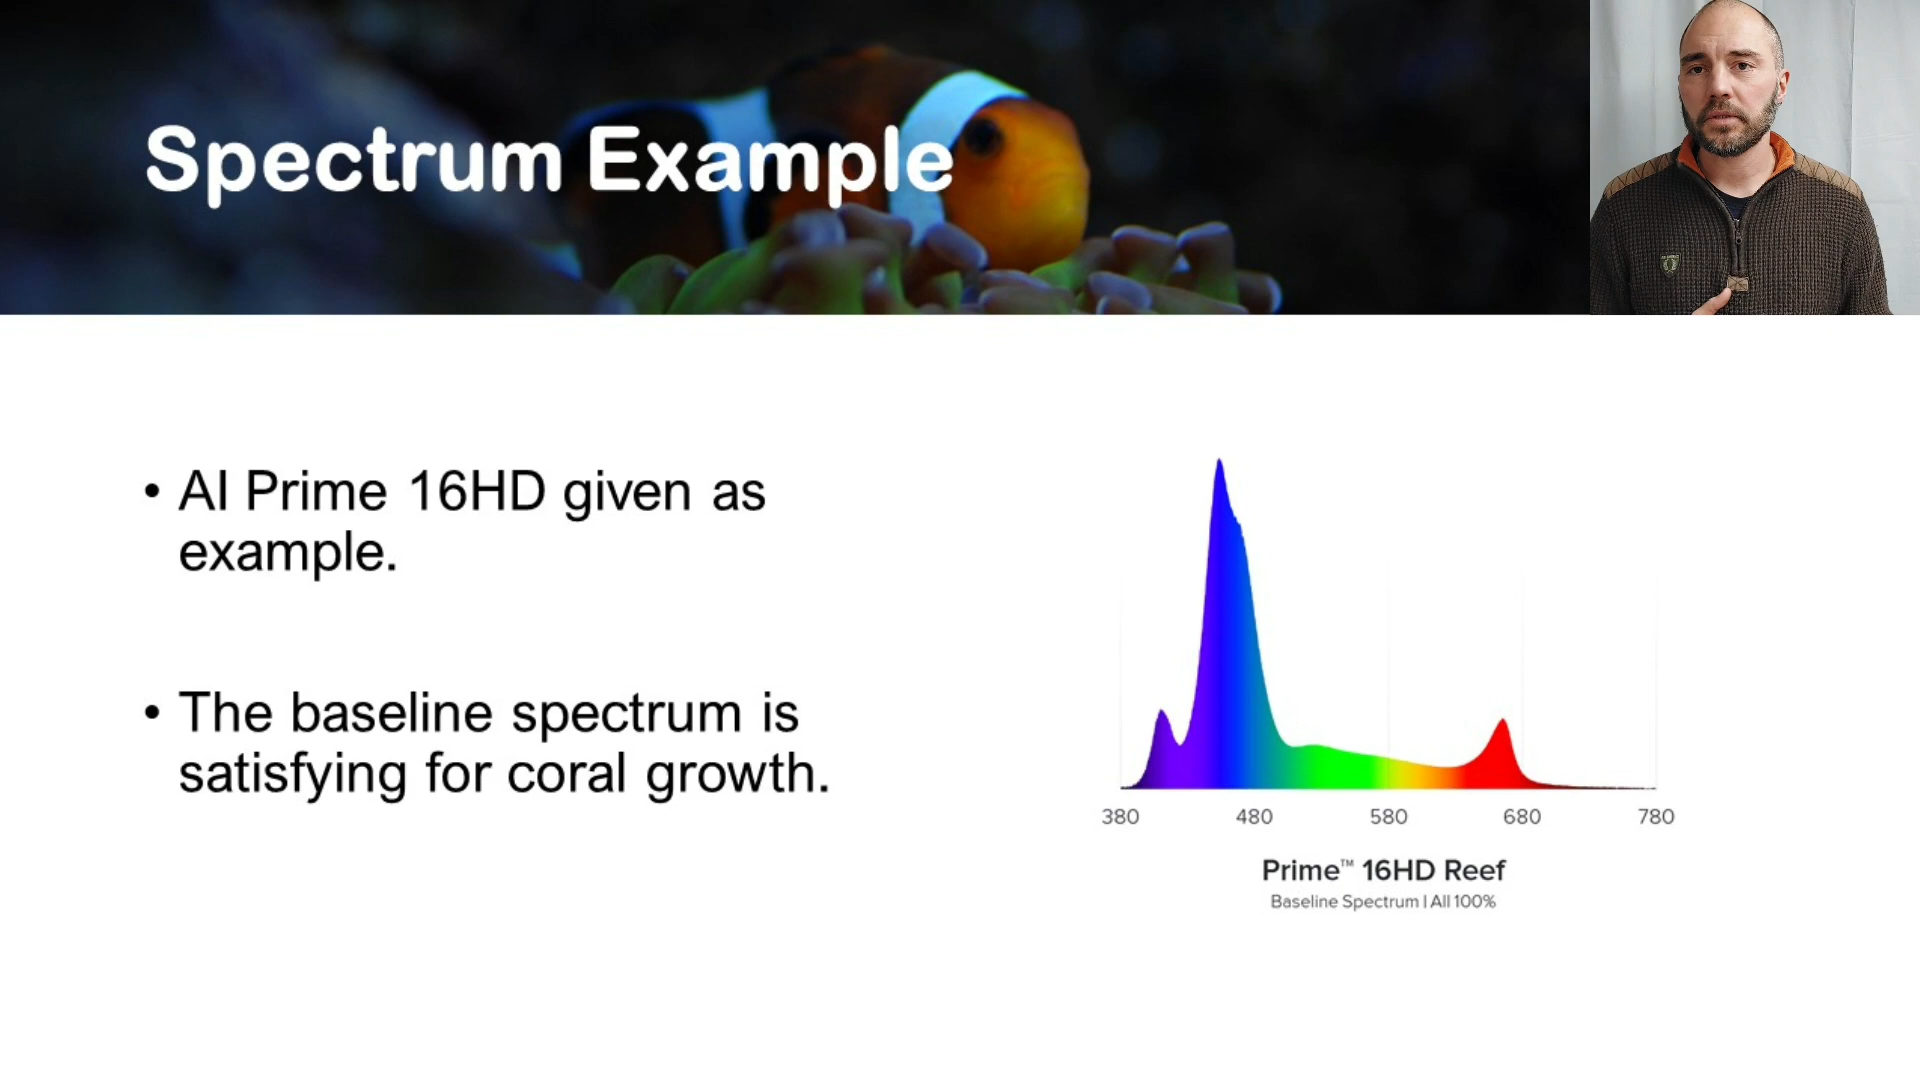 Spectrum Example
• AI Prime 16HD given as
example.
• The baseline spectrum is
satisfying for coral growth.
380 480 580 680 780
Prime™ 16HD Reef
Baseline Spectrum | All 100%